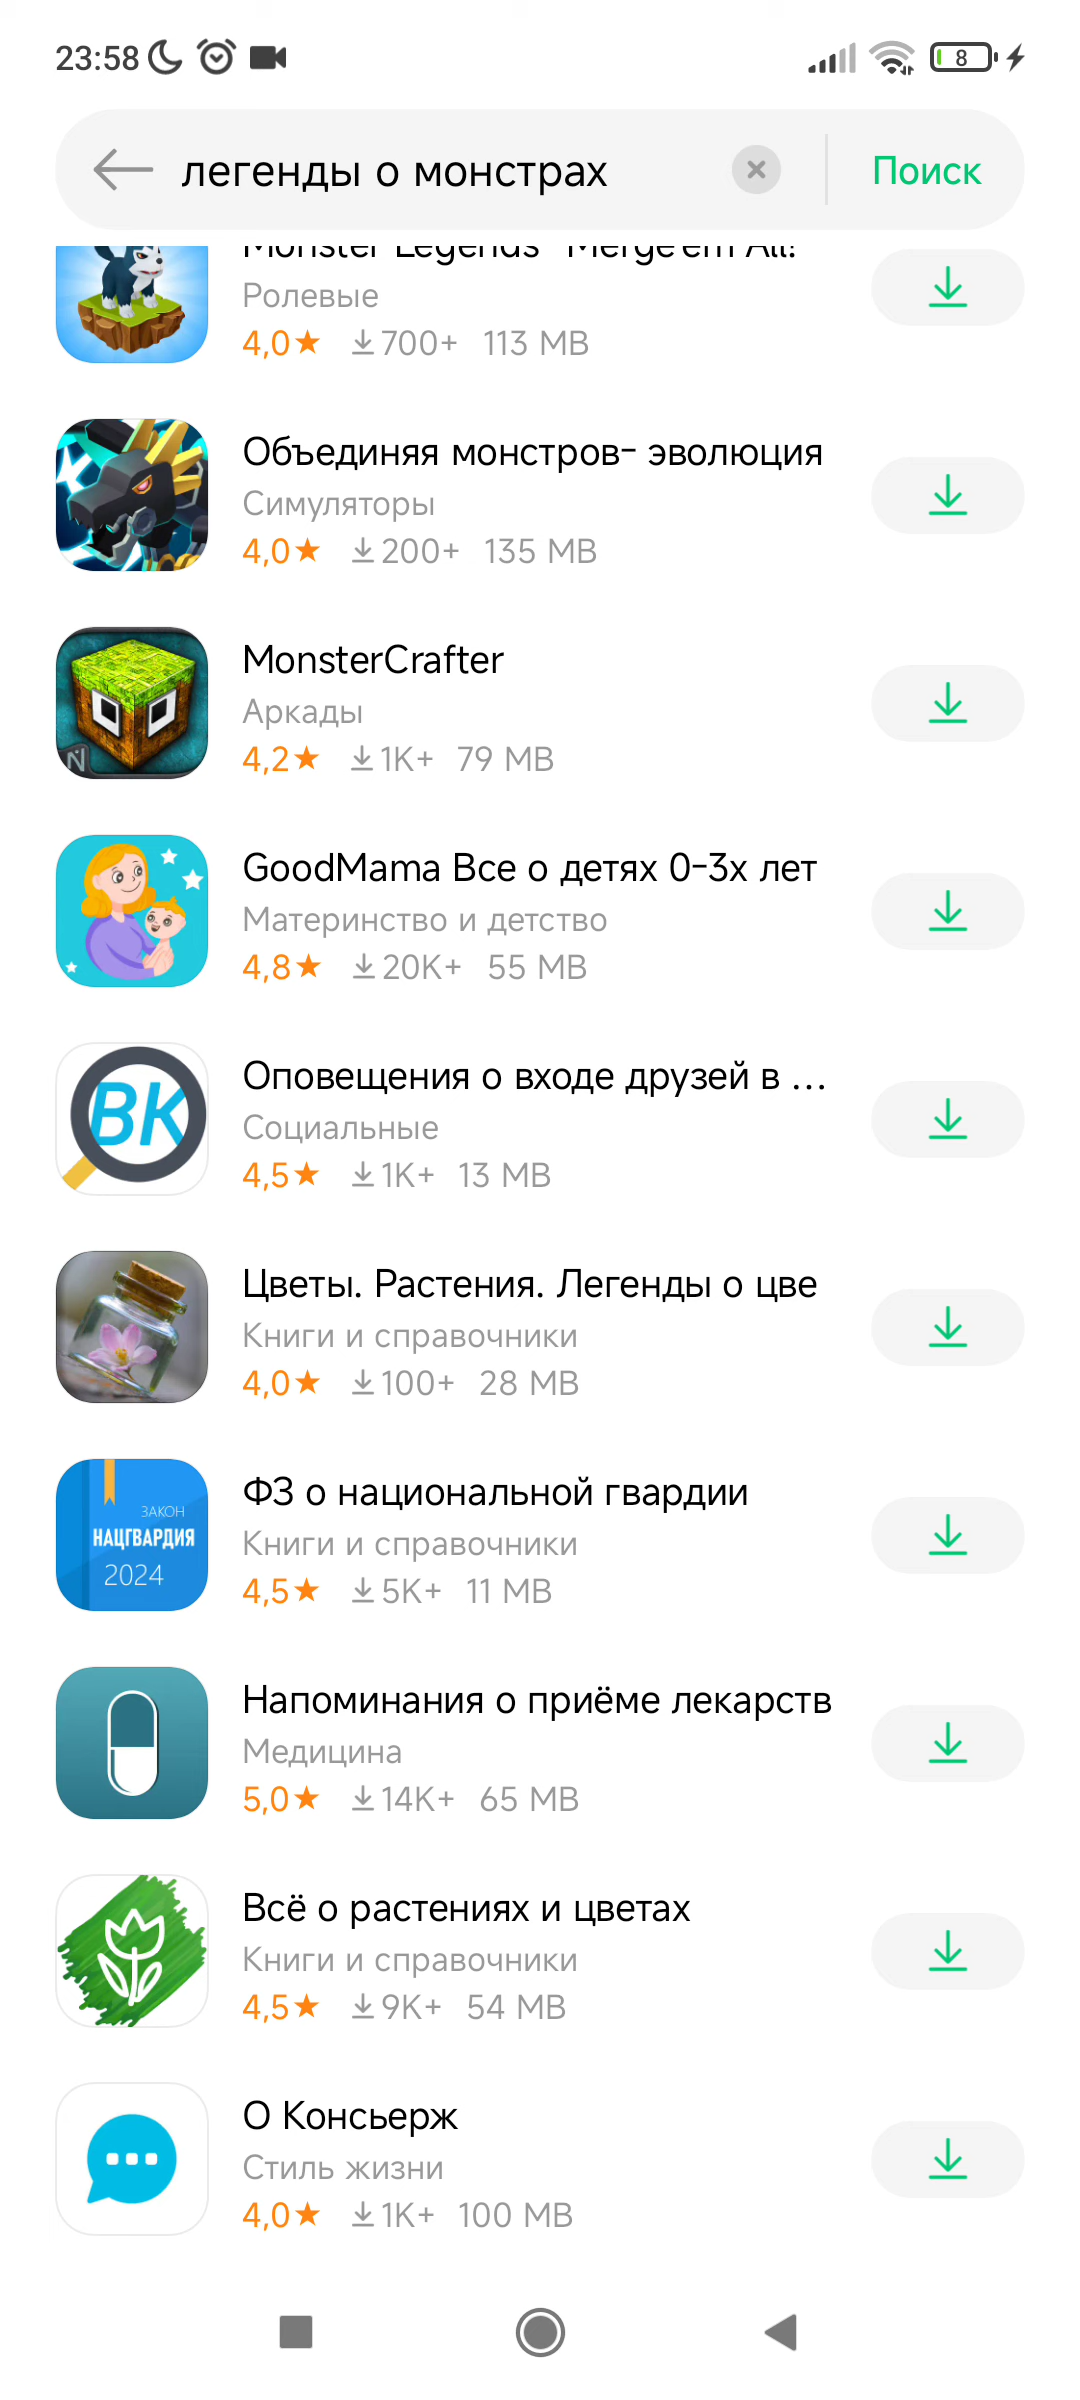 23:58
8
легенды о монстрах
Поиск
Monster Legends
Merge'em All!
Ролевые
4,0★ 700+ 113 MB
Объединяя монстров- эволюция
Симуляторы
4,0★ 200+ 135 MB
MonsterCrafter
Аркады
4,2★ 1K+ 79 MB
N
GoodMama Все о детях 0-3х лет
Материнство и детство
4,8★ 20K+ 55 MB
ВК
Оповещения о входе друзей в ...
Социальные
4,5★ 1K+ 13 MB
Цветы. Растения. Легенды о цве
Книги и справочники
4,0★ 100+ 28 MB
ЗАКОН
НАЦГВАРДИЯ
2024
ФЗ о национальной гвардии
Книги и справочники
4,5★ 5K+ 11 MB
Напоминания о приёме лекарств
Медицина
5,0★ 14K+ 65 MB
Всё о растениях и цветах
Книги и справочники
4,5★ 9K+ 54 MB
О Консьерж
Стиль жизни
4,0★ 1K+ 100 MB